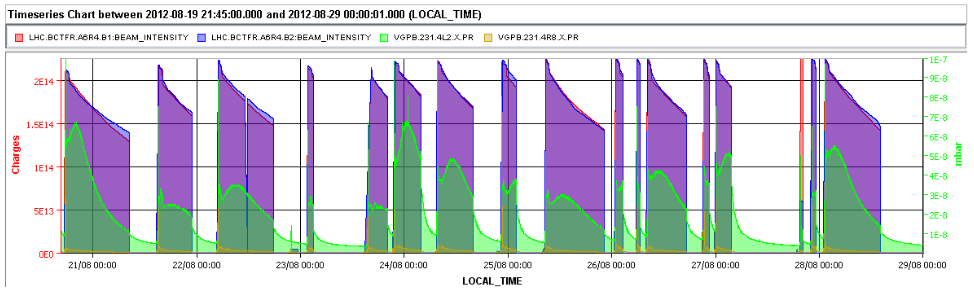 Timeseries Chart between 2012-08-19 21:45:00.000 and 2012-08-29 00:00:01.000 (LOCAL_TIME)
LHC.BCTFR.A6R4.B1:BEAM_INTENSITY LHC.BCTFR.A6R4.B2:BEAM_INTENSITY VGPB.231.4L2.X.PR VGPB.231.4R8.X.PR
1E-7
9E-8
2E14
8E-8
7E-8
1.5E14
6E-8
Charges
mbar
5E-8
1E14
4E-8
3E-8
5E13
2E-8
1E-8
0E0
21/08 00:00 22/08 00:00 23/08 00:00 24/08 00:00 25/08 00:00 26/08 00:00 27/08 00:00 28/08 00:00 29/08 00:00
LOCAL_TIME